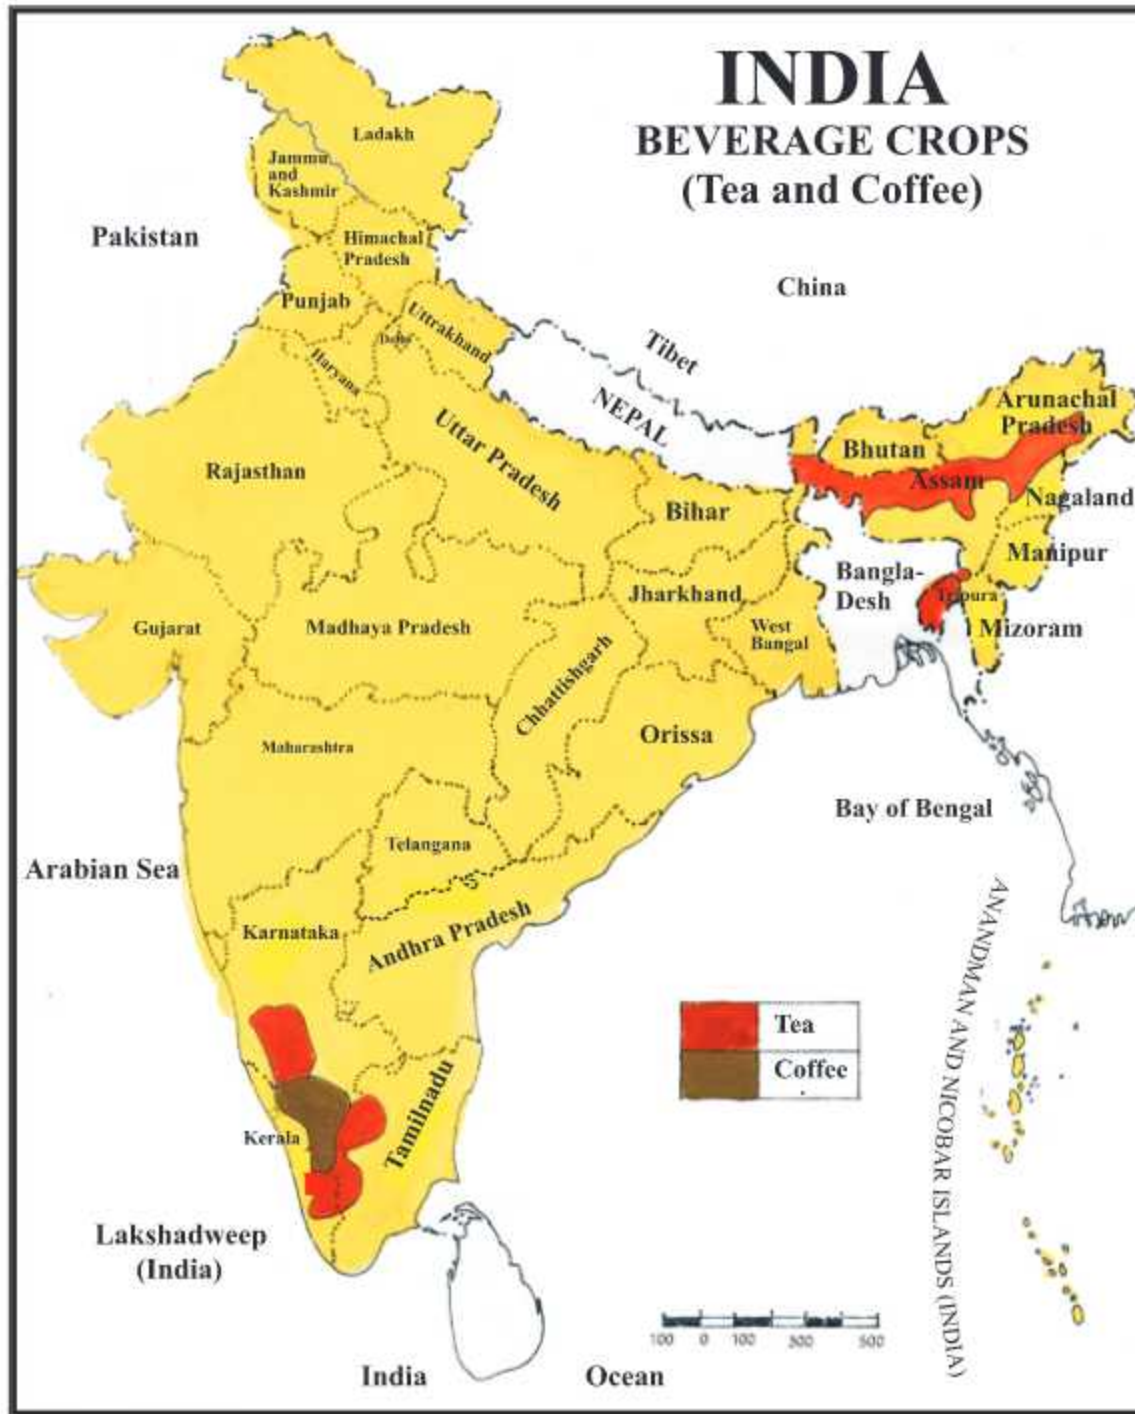 INDIA
BEVERAGE CROPS
(Tea and Coffee)
Ladakh
Jammu
and
Kashmir
Pakistan
Himachal
Pradesh
China
Punjab
Uttrakhand
Tibet
Haryana
NEPAL
Arunachal
Pradesh
Uttar Pradesh
Bhutan
Rajasthan
Assam
Nagaland
Bihar
Manipur
Bangla-
Desh
Jharkhand
Tripura
Gujarat
Madhaya Pradesh
West
Bangal
Mizoram
Chhattishgarh
Orissa
Maharashtra
Bay of Bengal
Telangana
Arabian Sea
Karnataka
Andhra Pradesh
ANANDMAN AND NICOBAR ISLANDS (INDIA)
Tea
Coffee
Tamilnadu
Kerala
Lakshadweep
(India)
100 0 100 300 500
India Ocean